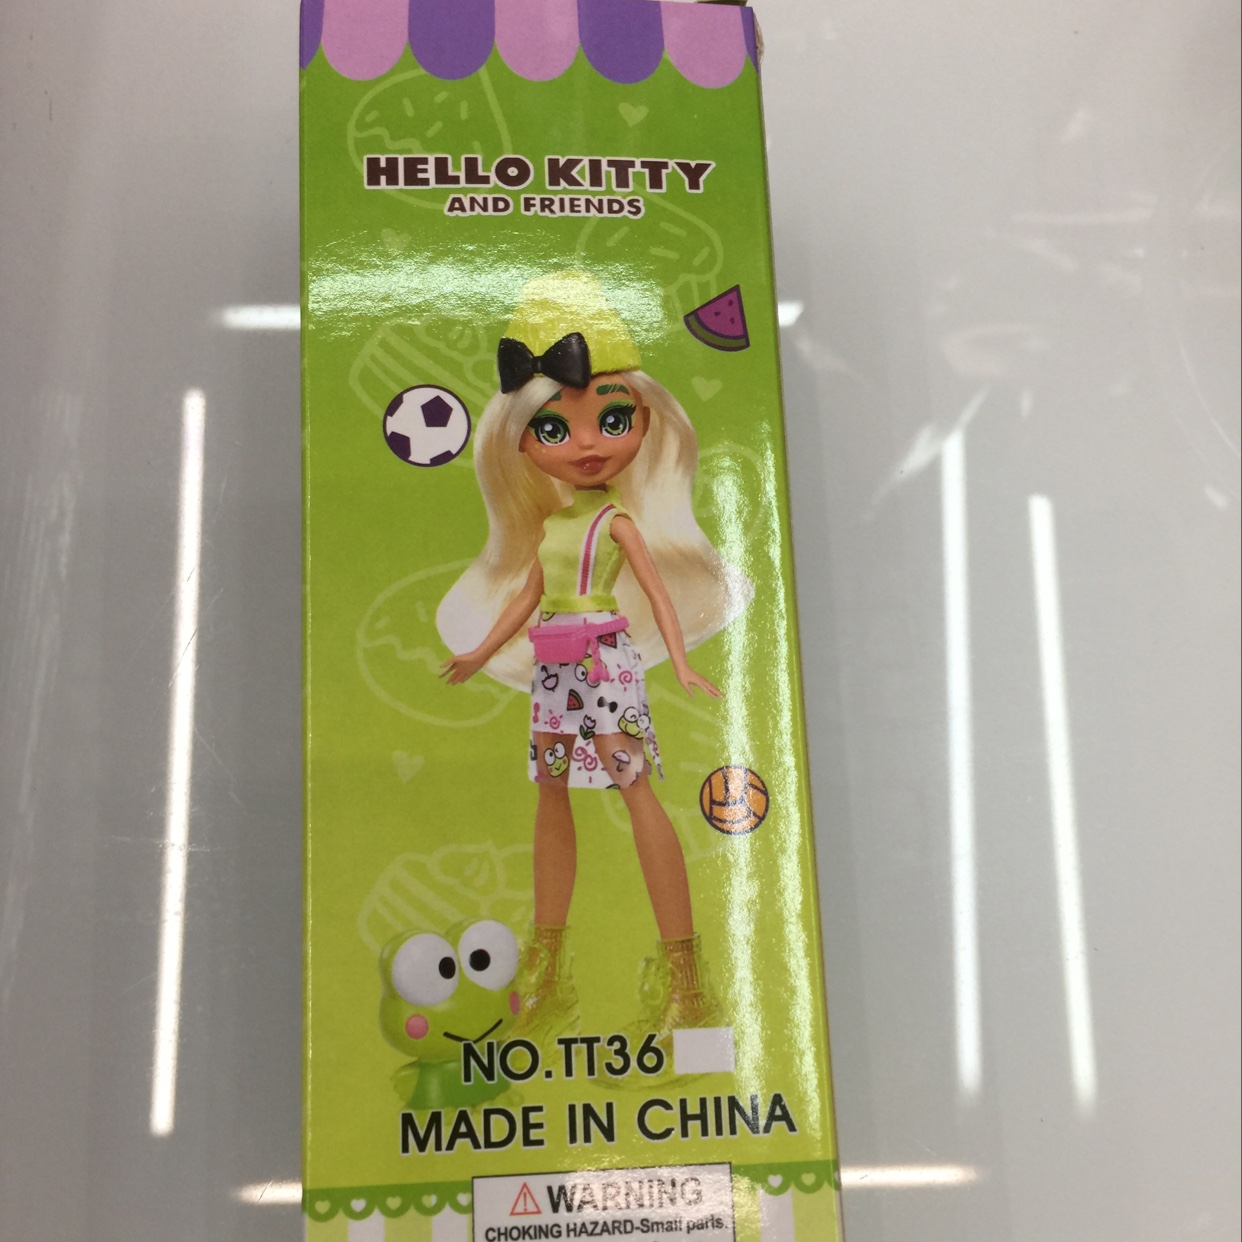 HELLO KITTY
AND FRIENDS
NO.TT36
MADE IN CHINA
WARNING
CHOKING HAZARD-Small parts.